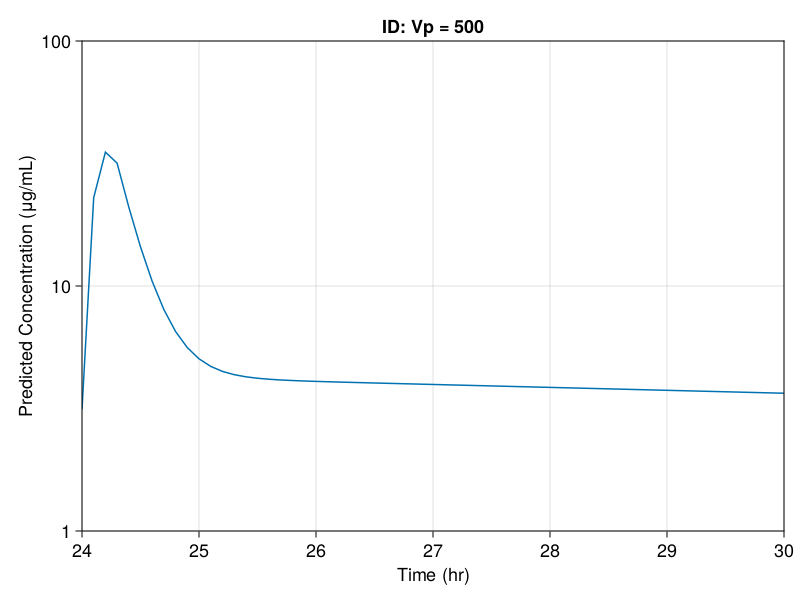 ID: Vp = 500
Predicted Concentration (μg/mL)
100
10
1
24 25 26 27 28 29 30
Time (hr)